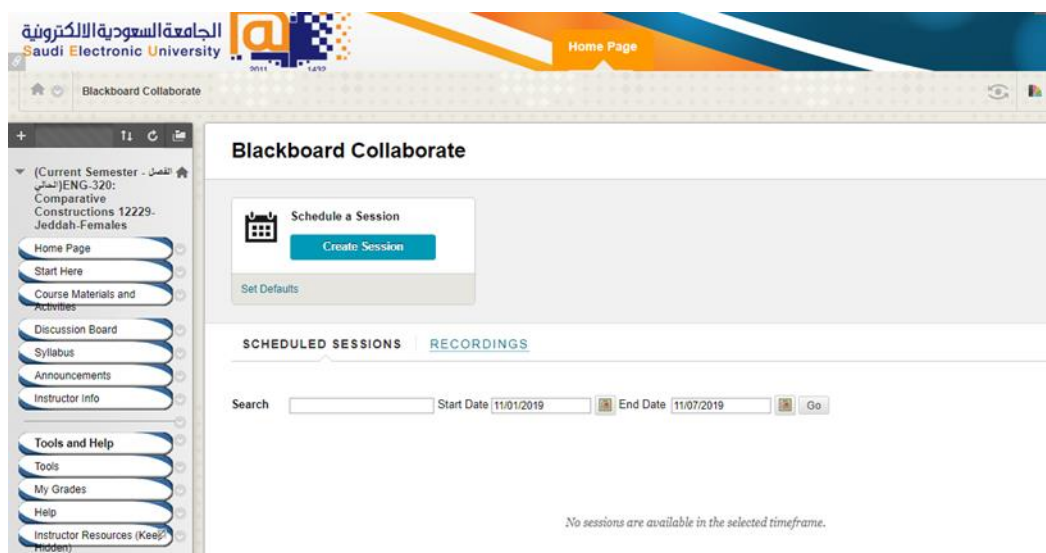 الجامعة السعودية الالكترونية
Saudi Electronic University
2011 1432
Home Page
Blackboard Collaborate
(Current Semester - الفصل
الحالي)ENG-320:
Comparative
Constructions 12229-
Jeddah-Females
Home Page
Start Here
Course Materials and
Activities
Discussion Board
Syllabus
Announcements
Instructor Info
Tools and Help
Tools
My Grades
Help
Instructor Resources (Keep
Hidden)
Blackboard Collaborate
Schedule a Session
Create Session
Set Defaults
SCHEDULED SESSIONS RECORDINGS
Search Start Date 11/01/2019 End Date 11/07/2019 Go
No sessions are available in the selected timeframe.